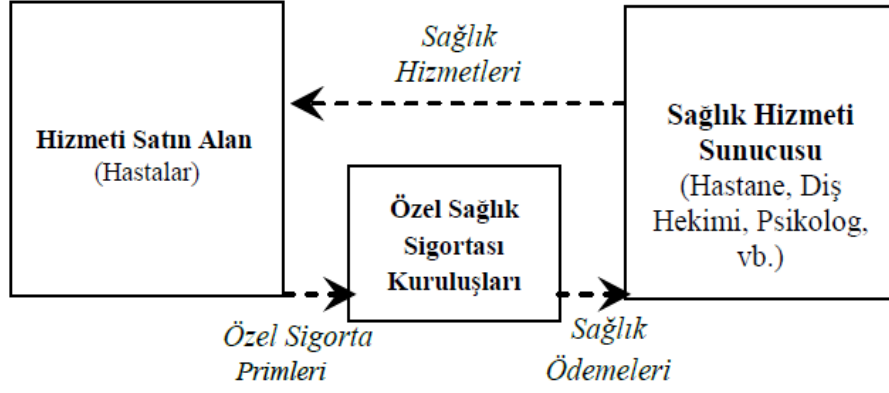 Sağlık
Hizmetleri
Hizmeti Satın Alan
(Hastalar)
Sağlık Hizmeti
Sunucusu
(Hastane, Diş
Hekimi, Psikolog,
vb.)
Özel Sağlık
Sigortası
Kuruluşları
Özel Sigorta
Primleri
Sağlık
Ödemeleri